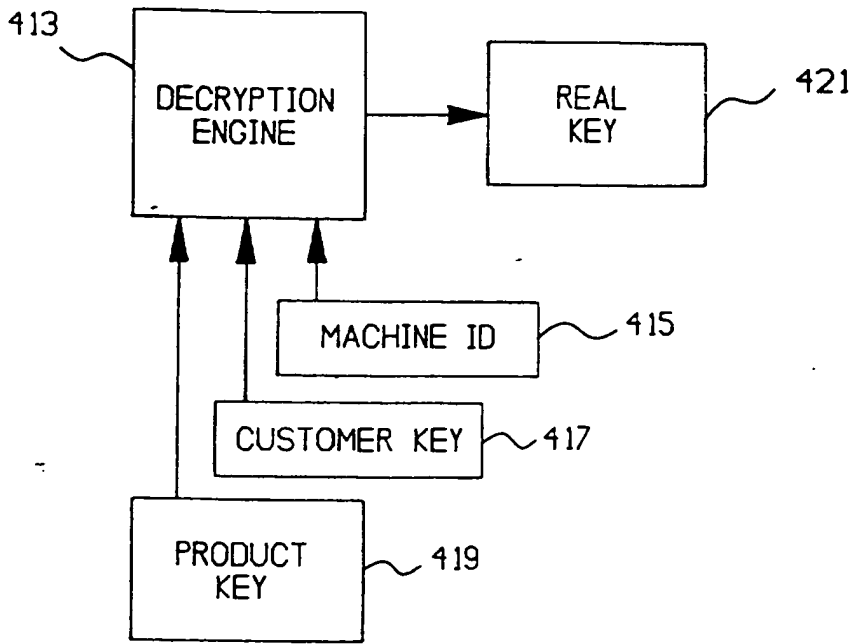 413
DECRYPTION
ENGINE
REAL
KEY
421
MACHINE ID
415
CUSTOMER KEY
417
PRODUCT
KEY
419